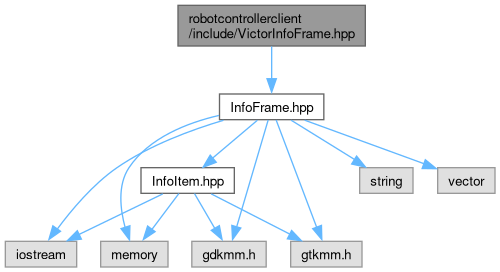 robotcontrollerclient
/include/VictorInfoFrame.hpp
InfoFrame.hpp
InfoItem.hpp
string
vector
iostream
memory
gdkmm.h
gtkmm.h